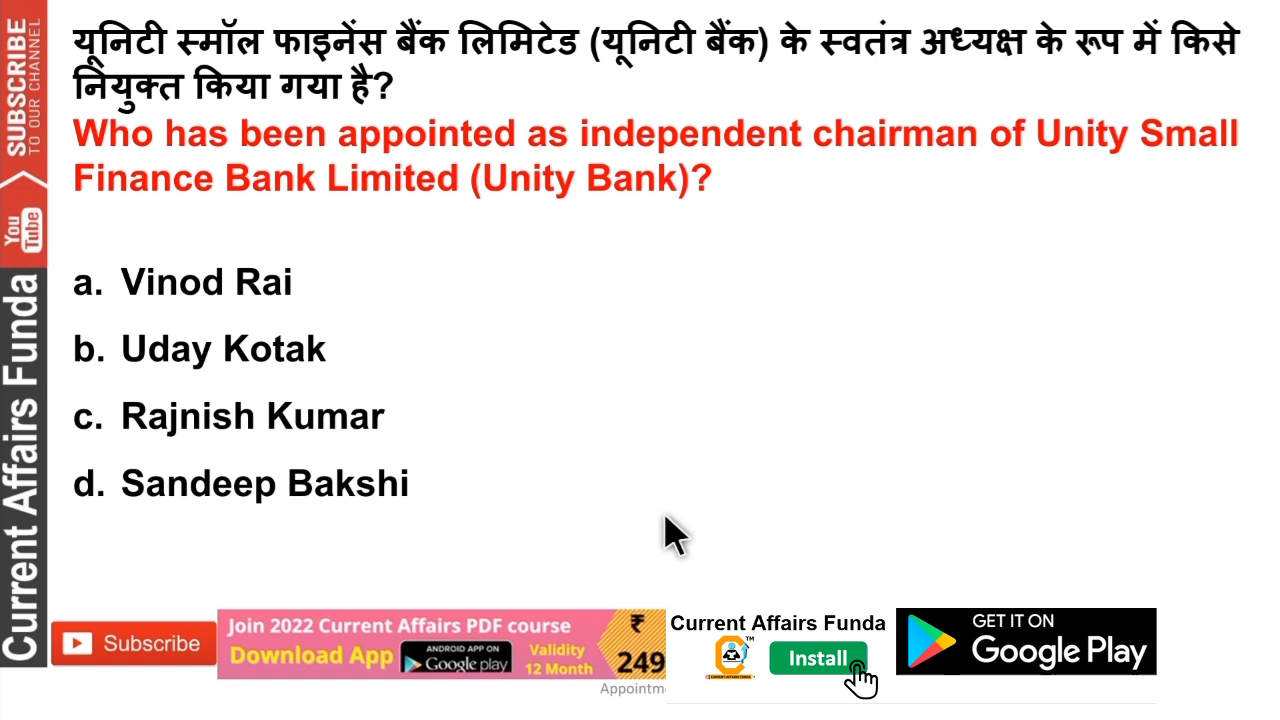 यूनिटी स्मॉल फाइनेंस बैंक लिमिटेड (यूनिटी बैंक) के स्वतंत्र अध्यक्ष के रूप में किसे
नियुक्त किया गया है?
Who has been appointed as independent chairman of Unity Small
Finance Bank Limited (Unity Bank)?
a. Vinod Rai
b. Uday Kotak
c. Rajnish Kumar
d. Sandeep Bakshi
SUBSCRIBE
TO OUR CHANNEL
You Tube
Current Affairs Funda
Subscribe
Join 2022 Current Affairs PDF course
Download App
ANDROID APP ON
Google play
Validity
12 Month
₹
249
Appointm
Current Affairs Funda
TM
Install
GET IT ON
Google Play